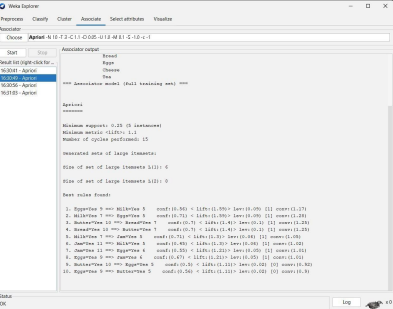 Weka Explorer
Preprocess Classify Cluster Associate Select attributes Visualize
Associator
Choose Apriori -N 10 -T 3 -C 1.1 -D 0.05 -U 1.0 -M 0.1 -S -1.0 -c -1
Start Stop
Associator output
Result list (right-click for ...
16:30:41 - Apriori
16:30:49 - Apriori
16:30:56 - Apriori
16:31:03 - Apriori
Bread
Eggs
Cheese
Tea
=== Associator model (full training set) ===
Apriori
=======
Minimum support: 0.25 (5 instances)
Minimum metric <lift>: 1.1
Number of cycles performed: 15
Generated sets of large itemsets:
Size of set of large itemsets L(1): 6
Size of set of large itemsets L(2): 8
Best rules found:
1. Eggs=Yes 9 ==> Milk=Yes 5 conf:(0.56) < lift:(1.59)> lev:(0.09) [1] conv:(1.17)
2. Milk=Yes 7 ==> Eggs=Yes 5 conf:(0.71) < lift:(1.59)> lev:(0.09) [1] conv:(1.28)
3. Butter=Yes 10 ==> Bread=Yes 7 conf:(0.7) < lift:(1.4)> lev:(0.1) [1] conv:(1.25)
4. Bread=Yes 10 ==> Butter=Yes 7 conf:(0.7) < lift:(1.4)> lev:(0.1) [1] conv:(1.25)
5. Milk=Yes 7 ==> Jam=Yes 5 conf:(0.71) < lift:(1.3)> lev:(0.06) [1] conv:(1.05)
6. Jam=Yes 11 ==> Milk=Yes 5 conf:(0.45) < lift:(1.3)> lev:(0.06) [1] conv:(1.02)
7. Jam=Yes 11 ==> Eggs=Yes 6 conf:(0.55) < lift:(1.21)> lev:(0.05) [1] conv:(1.01)
8. Eggs=Yes 9 ==> Jam=Yes 6 conf:(0.67) < lift:(1.21)> lev:(0.05) [1] conv:(1.01)
9. Butter=Yes 10 ==> Eggs=Yes 5 conf:(0.5) < lift:(1.11)> lev:(0.02) [0] conv:(0.92)
10. Eggs=Yes 9 ==> Butter=Yes 5 conf:(0.56) < lift:(1.11)> lev:(0.02) [0] conv:(0.9)
Status
OK
Log
x 0